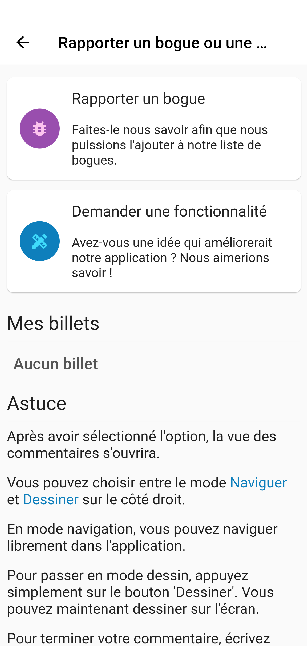 Rapporter un bogue ou une ...
Rapporter un bogue
Faites-le nous savoir afin que nous
puissions l'ajouter à notre liste de
bogues.
Demander une fonctionnalité
Avez-vous une idée qui améliorerait
notre application ? Nous aimerions
savoir !
Mes billets
Aucun billet
Astuce
Après avoir sélectionné l'option, la vue des
commentaires s'ouvrira.
Vous pouvez choisir entre le mode Naviguer
et Dessiner sur le côté droit.
En mode navigation, vous pouvez naviguer
librement dans l'application.
Pour passer en mode dessin, appuyez
simplement sur le bouton 'Dessiner'. Vous
pouvez maintenant dessiner sur l'écran.
Pour terminer votre commentaire, écrivez